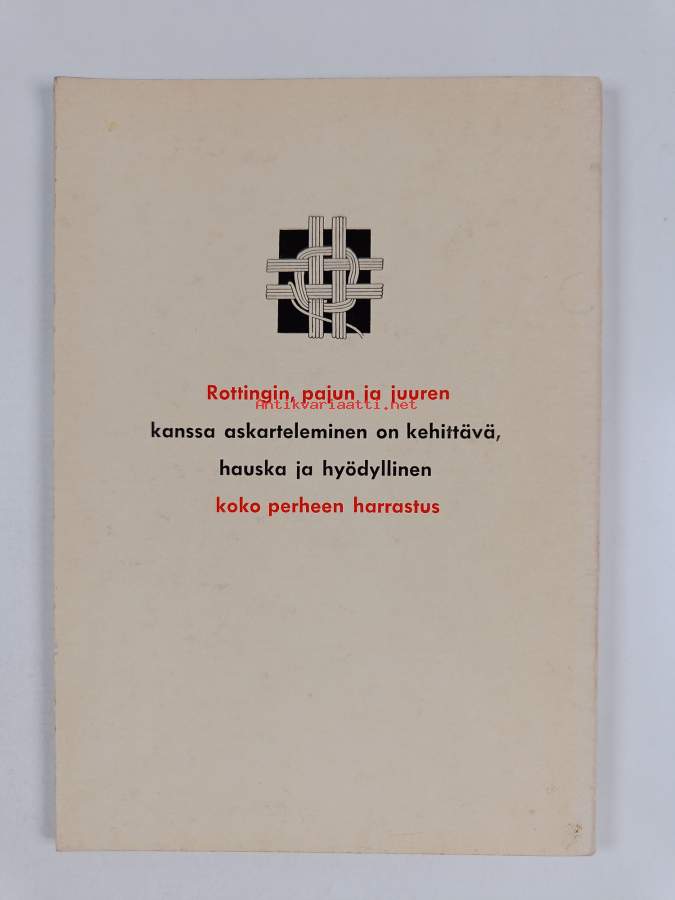 Rottingin, pajun ja juuren
Antikvariaatti.net
kanssa askarteleminen on kehittävä,
hauska ja hyödyllinen
koko perheen harrastus